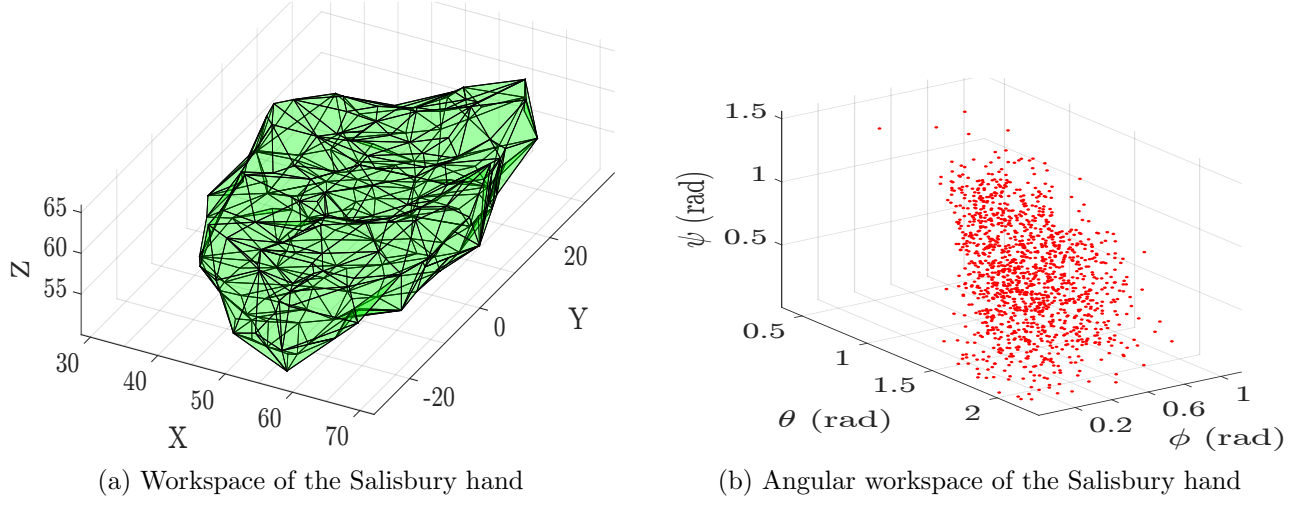 65
60
55
Z
30
40
50
60
70
X
-20
0
20
Y
1.5
1
0.5
ψ (rad)
0.5
1
1.5
2
θ (rad)
0.2
0.6
1
ϕ (rad)
(a) Workspace of the Salisbury hand
(b) Angular workspace of the Salisbury hand